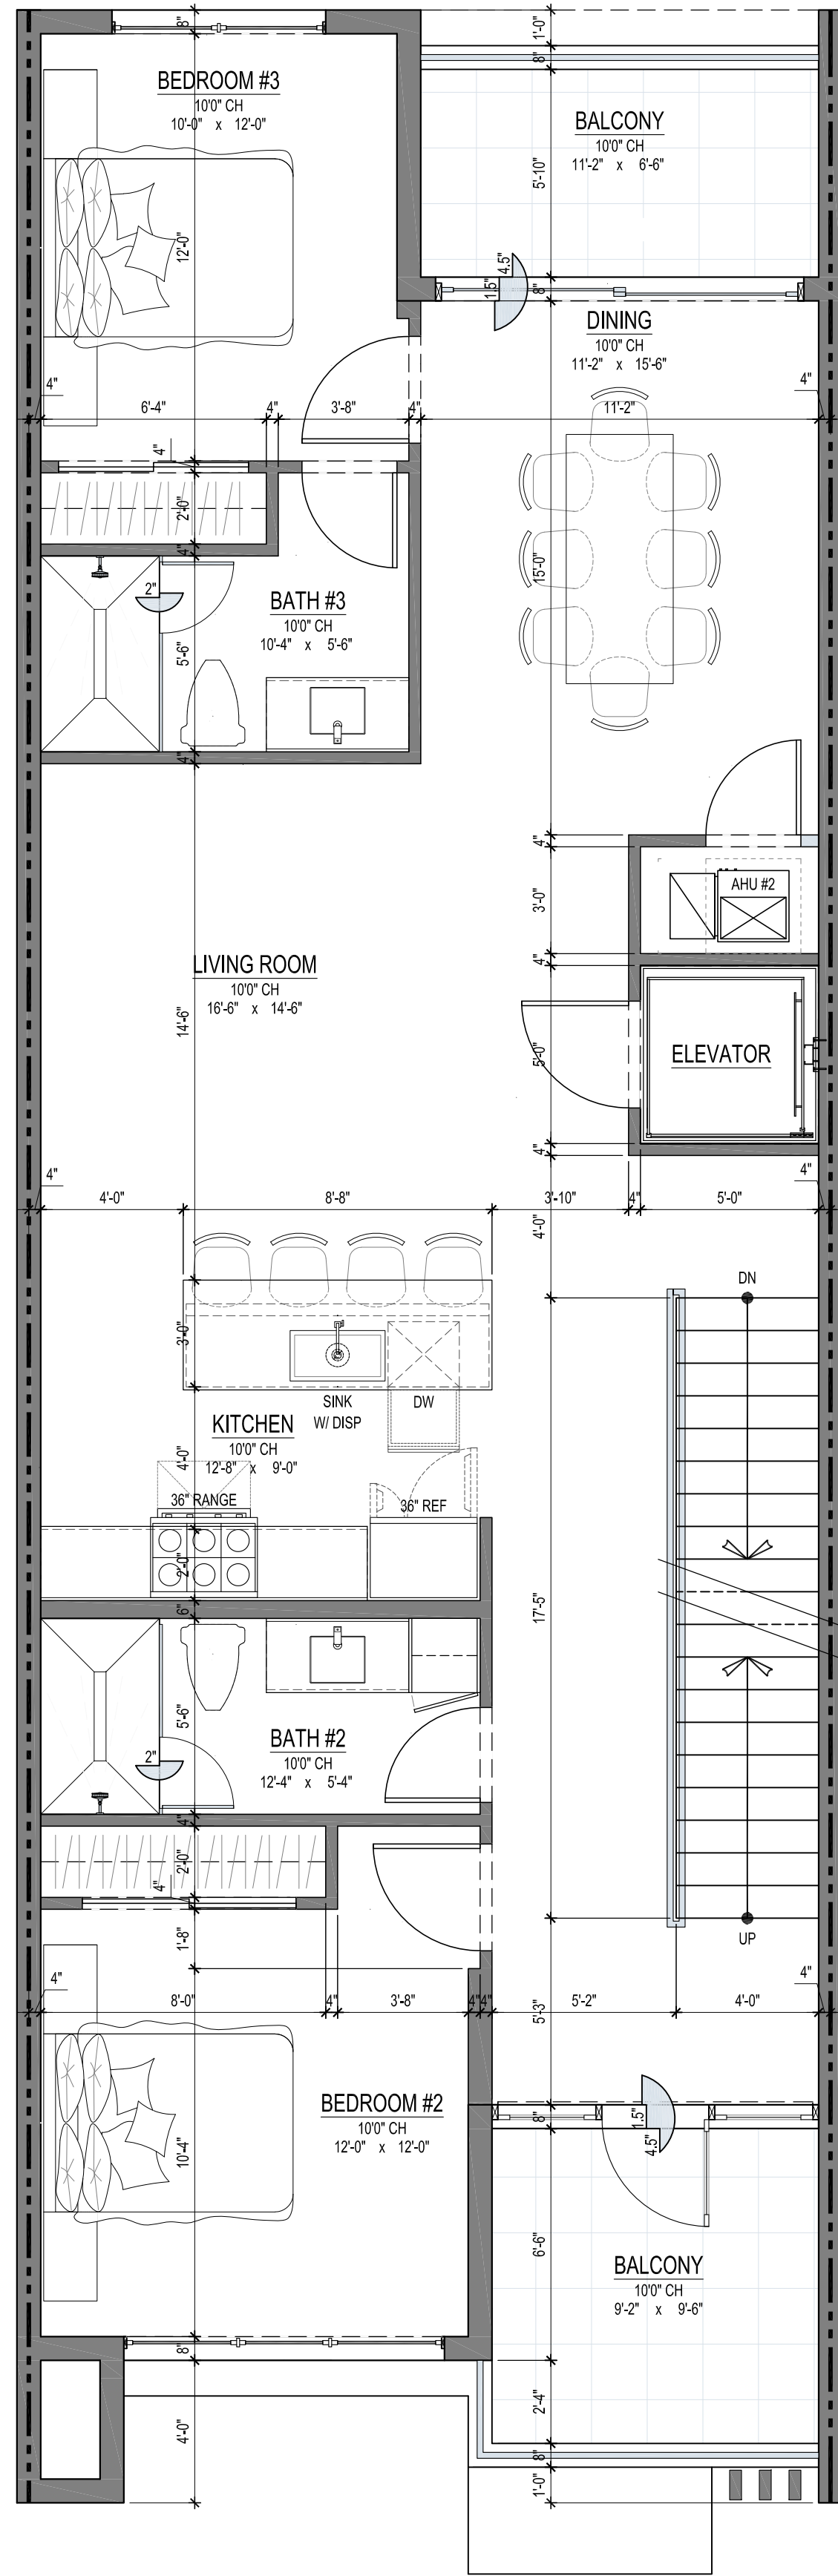 8"
1'-0"
8"
BEDROOM #3
10'0" CH
10'-0" x 12'-0"
BALCONY
10'0" CH
11'-2" x 6'-6"
5'-10"
12'-0"
4.5"
1.5"
8"
DINING
10'0" CH
11'-2" x 15'-6"
4"
4"
6'-4"
4"
3'-8"
4"
11'-2"
4"
2'-0"
4"
15'-0"
2"
BATH #3
10'0" CH
10'-4" x 5'-6"
5'-6"
4"
4"
AHU #2
3'-0"
4"
LIVING ROOM
10'0" CH
16'-6" x 14'-6"
14'-6"
ELEVATOR
5'-0"
4"
4"
4"
4'-0"
8'-8"
3'-10"
4"
5'-0"
4'-0"
DN
3'-0"
SINK
W/ DISP
DW
KITCHEN
10'0" CH
12'-8" x 9'-0"
4'-0"
36" RANGE
36" REF
2'-0"
6"
17'-5"
5'-6"
BATH #2
10'0" CH
12'-4" x 5'-4"
2"
4"
2'-0"
4"
1'-8"
UP
4"
4"
8'-0"
4"
3'-8"
4"
4"
5'-3"
5'-2"
4'-0"
BEDROOM #2
10'0" CH
12'-0" x 12'-0"
10'-4"
8"
1.5"
4.5"
6'-6"
BALCONY
10'0" CH
9'-2" x 9'-6"
8"
2'-4"
4'-0"
8"
1'-0"